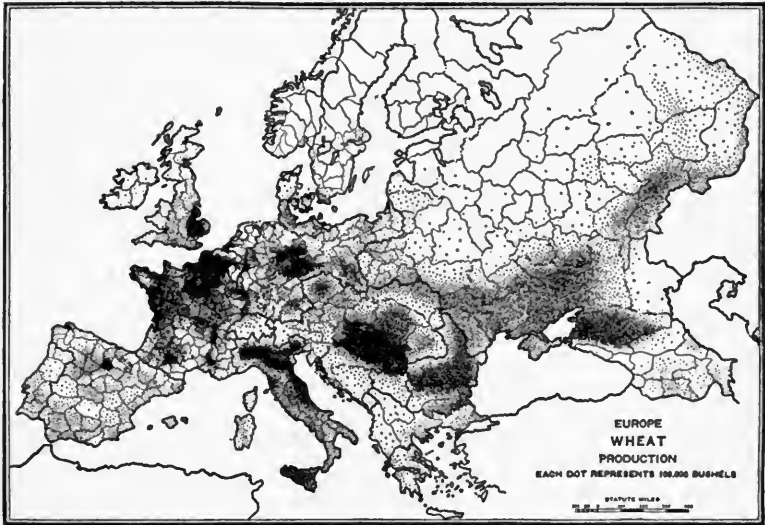 EUROPE
WHEAT
PRODUCTION
EACH DOT REPRESENTS 100,000 BUSHELS
STATUTE MILES